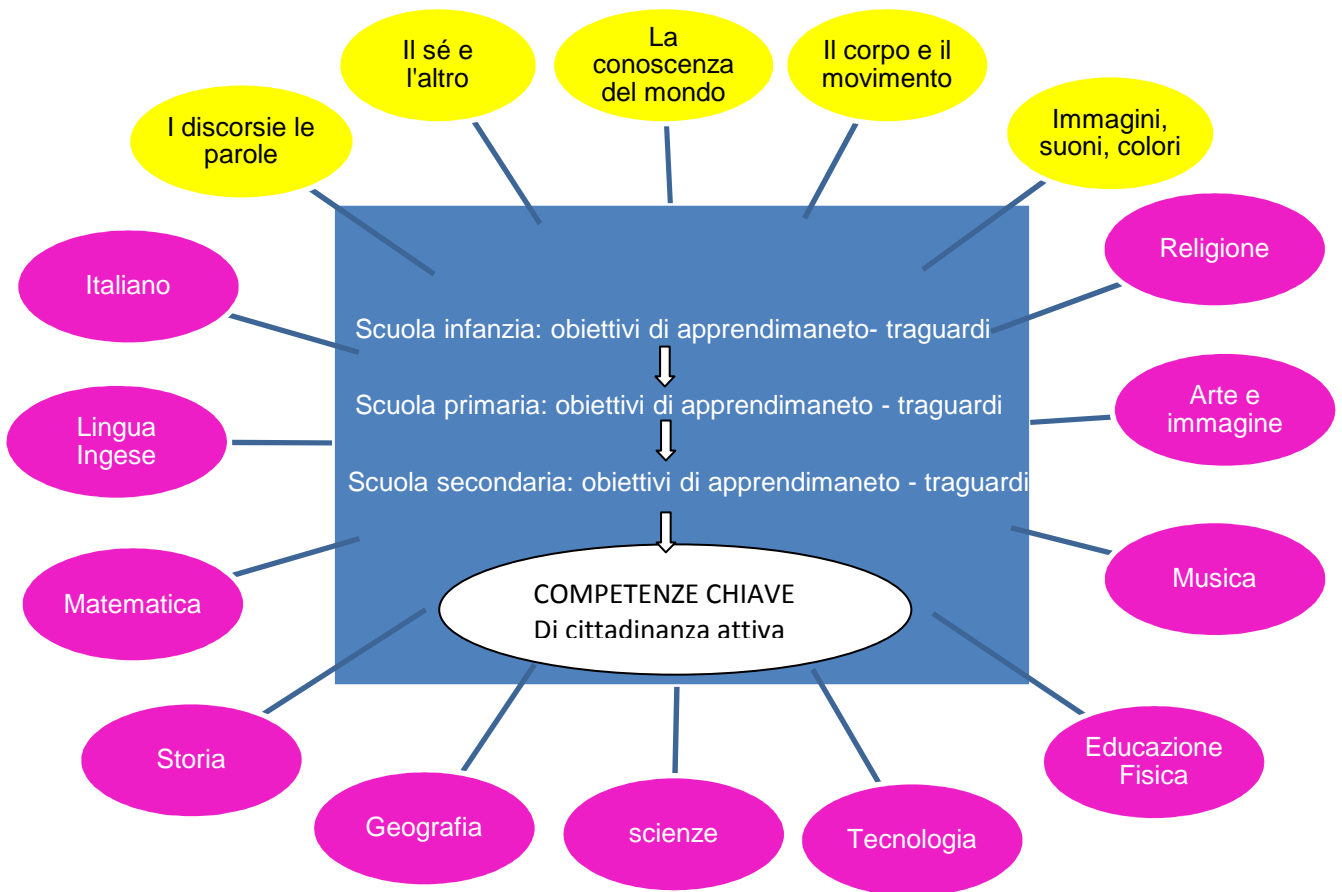 Il sé e
l'altro
La
conoscenza
del mondo
Il corpo e il
movimento
I discorsie le
parole
Immagini,
suoni, colori
Italiano
Religione
Scuola infanzia: obiettivi di apprendimaneto- traguardi
Scuola primaria: obiettivi di apprendimaneto - traguardi
Lingua
Ingese
Arte e
immagine
Scuola secondaria: obiettivi di apprendimaneto - traguardi
Matematica
COMPETENZE CHIAVE
Di cittadinanza attiva
Musica
Storia
Educazione
Fisica
Geografia
scienze
Tecnologia